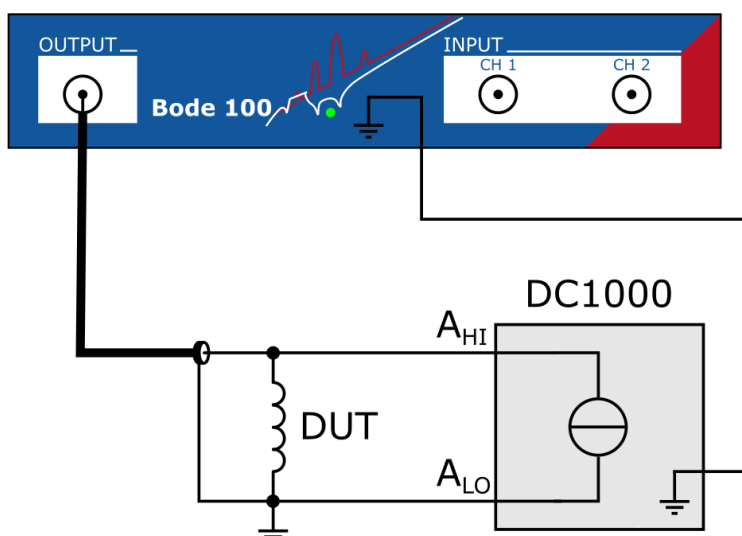 OUTPUT
INPUT
CH 1
CH 2
Bode 100
DC1000
AHI
DUT
ALO